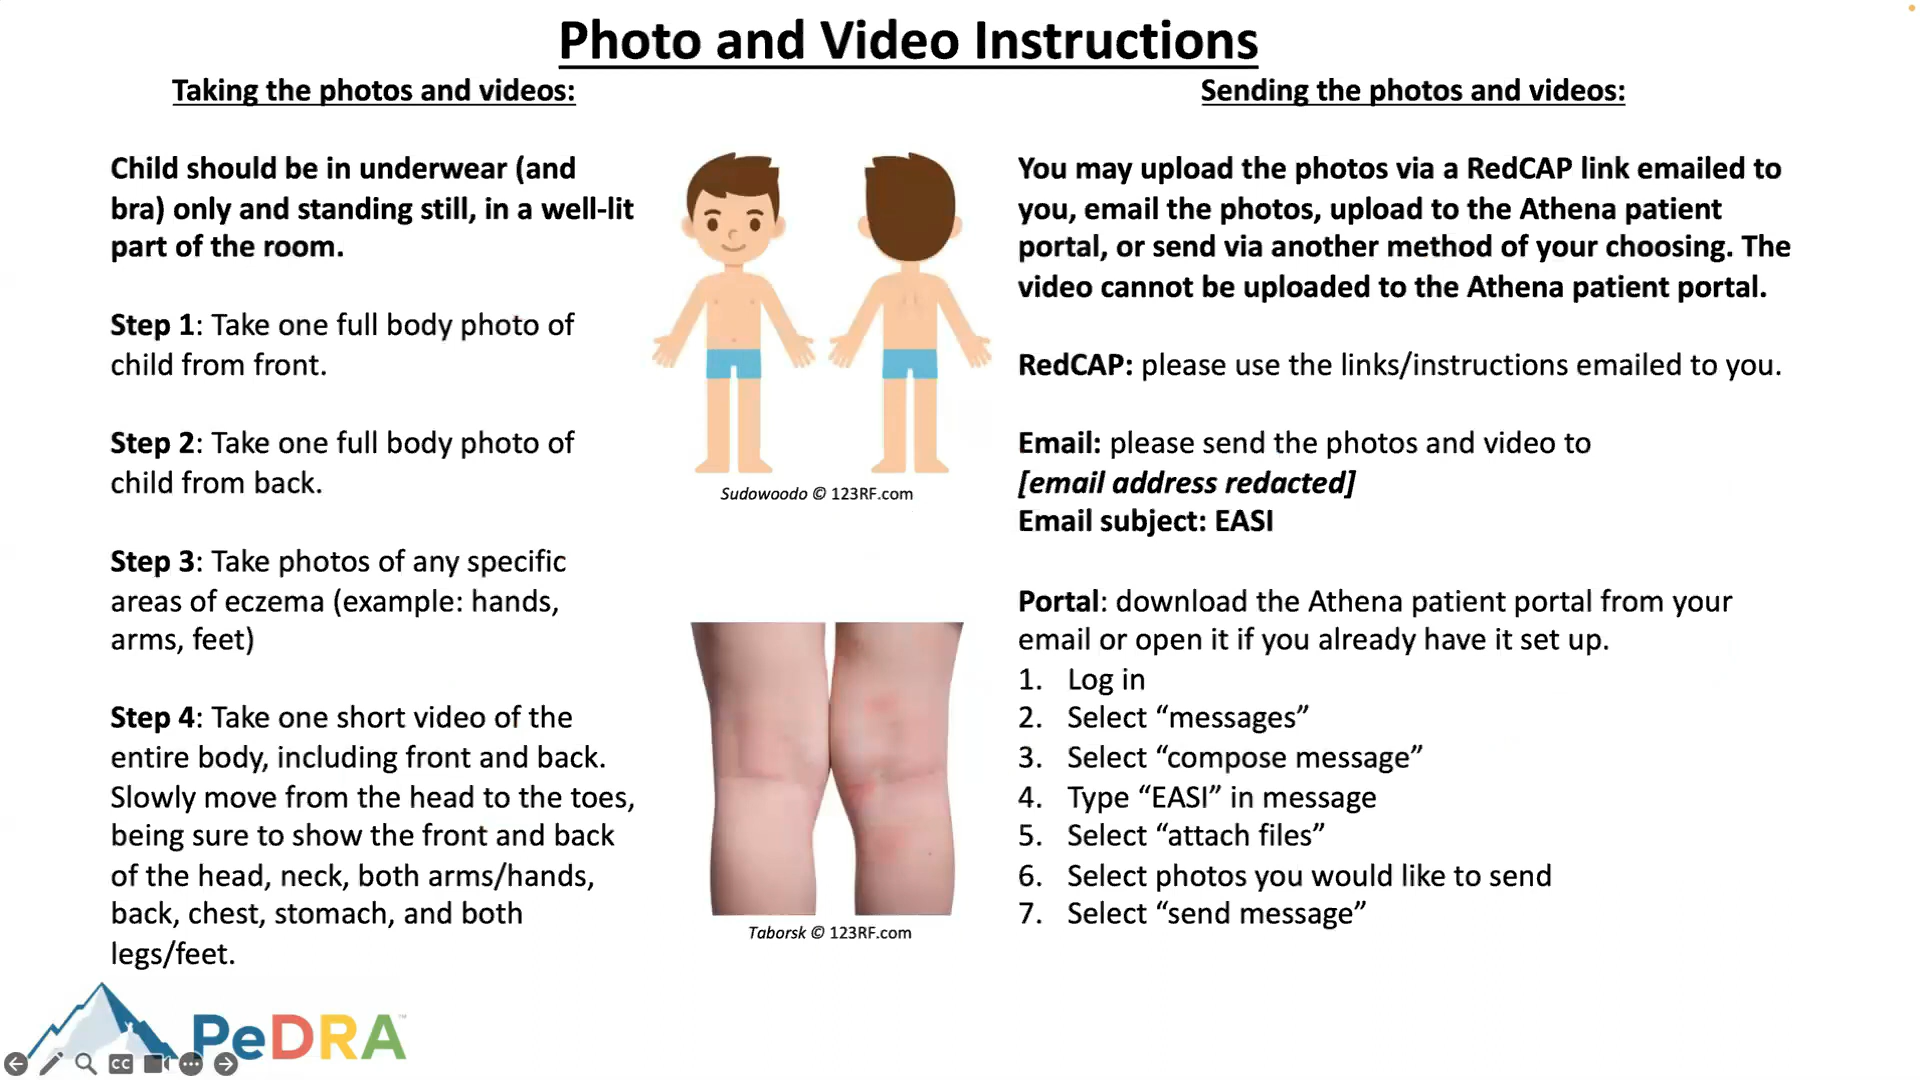 Photo and Video Instructions
Taking the photos and videos:
Child should be in underwear (and
bra) only and standing still, in a well-lit
part of the room.
Step 1: Take one full body photo of
child from front.
Step 2: Take one full body photo of
child from back.
Step 3: Take photos of any specific
areas of eczema (example: hands,
arms, feet)
Step 4: Take one short video of the
entire body, including front and back.
Slowly move from the head to the toes,
being sure to show the front and back
of the head, neck, both arms/hands,
back, chest, stomach, and both
legs/feet.
Sudowoodo © 123RF.com
Taborsk © 123RF.com
Sending the photos and videos:
You may upload the photos via a RedCAP link emailed to
you, email the photos, upload to the Athena patient
portal, or send via another method of your choosing. The
video cannot be uploaded to the Athena patient portal.
RedCAP: please use the links/instructions emailed to you.
Email: please send the photos and video to
[email address redacted]
Email subject: EASI
Portal: download the Athena patient portal from your
email or open it if you already have it set up.
1. Log in
2. Select “messages”
3. Select “compose message”
4. Type “EASI” in message
5. Select “attach files”
6. Select photos you would like to send
7. Select “send message”
PeDRA™
CC